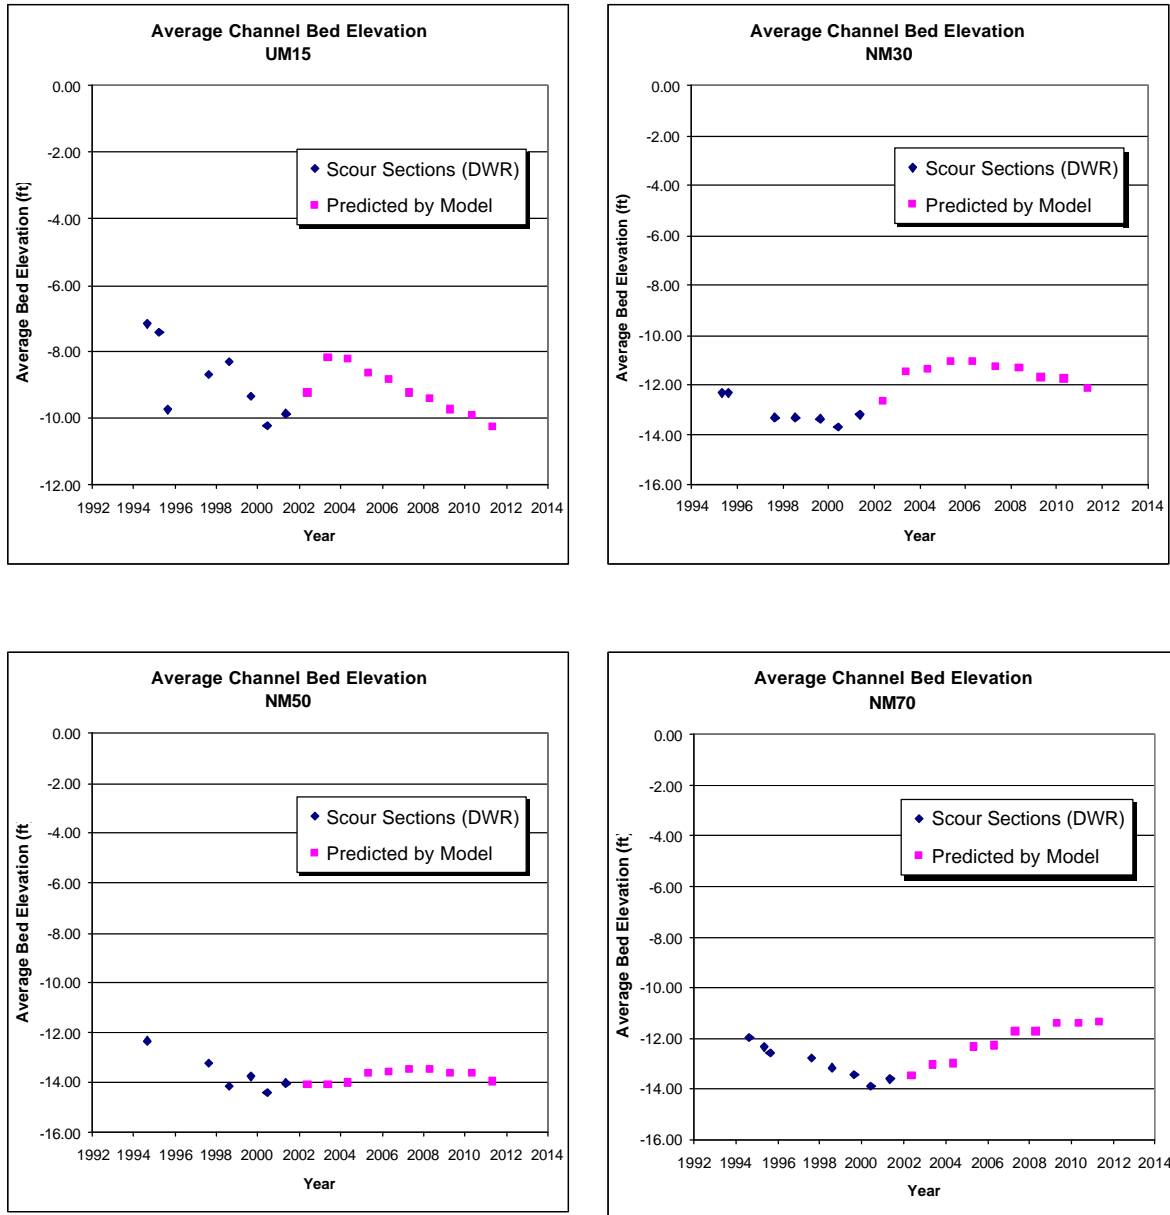 Average Channel Bed Elevation
UM15
0.00
-2.00
-4.00
-6.00
-8.00
-10.00
-12.00
Average Bed Elevation (ft)
Scour Sections (DWR)
Predicted by Model
1992 1994 1996 1998 2000 2002 2004 2006 2008 2010 2012 2014
Year
Average Channel Bed Elevation
NM30
0.00
-2.00
-4.00
-6.00
-8.00
-10.00
-12.00
-14.00
-16.00
Average Bed Elevation (ft)
Scour Sections (DWR)
Predicted by Model
1994 1996 1998 2000 2002 2004 2006 2008 2010 2012 2014
Year
Average Channel Bed Elevation
NM50
0.00
-2.00
-4.00
-6.00
-8.00
-10.00
-12.00
-14.00
-16.00
Average Bed Elevation (ft)
Scour Sections (DWR)
Predicted by Model
1992 1994 1996 1998 2000 2002 2004 2006 2008 2010 2012 2014
Year
Average Channel Bed Elevation
NM70
0.00
-2.00
-4.00
-6.00
-8.00
-10.00
-12.00
-14.00
-16.00
Average Bed Elevation (ft)
Scour Sections (DWR)
Predicted by Model
1992 1994 1996 1998 2000 2002 2004 2006 2008 2010 2012 2014
Year